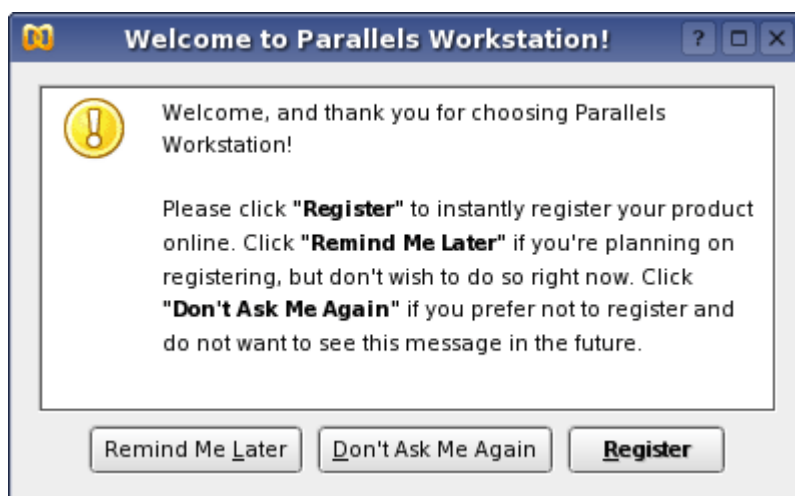 Welcome to Parallels Workstation!
Welcome, and thank you for choosing Parallels
Workstation!
Please click "Register" to instantly register your product
online. Click "Remind Me Later" if you're planning on
registering, but don't wish to do so right now. Click
"Don't Ask Me Again" if you prefer not to register and
do not want to see this message in the future.
Remind Me Later Don't Ask Me Again Register